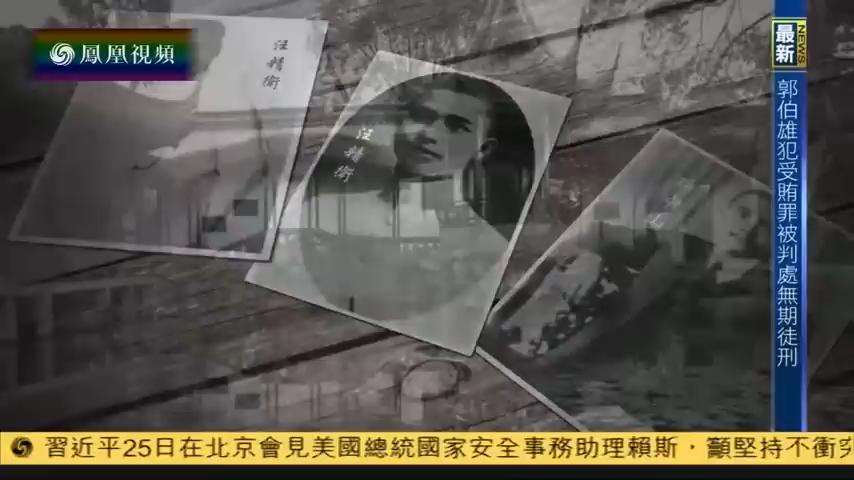 鳳凰視頻
汪精衛
汪精衛
最新
NEWS
郭伯雄犯受賄罪被判處無期徒刑
習近平25日在北京會見美國總統國家安全事務助理賴斯，籲堅持不衝突